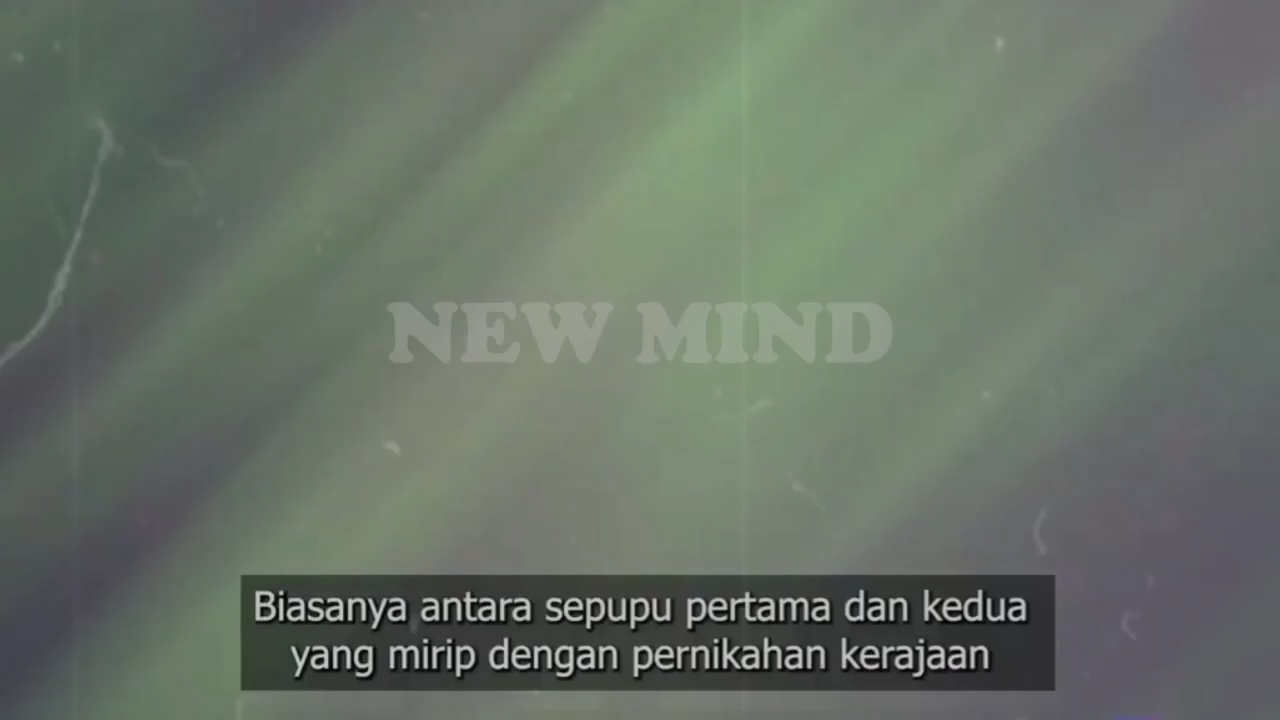 NEW MIND
Biasanya antara sepupu pertama dan kedua
yang mirip dengan pernikahan kerajaan